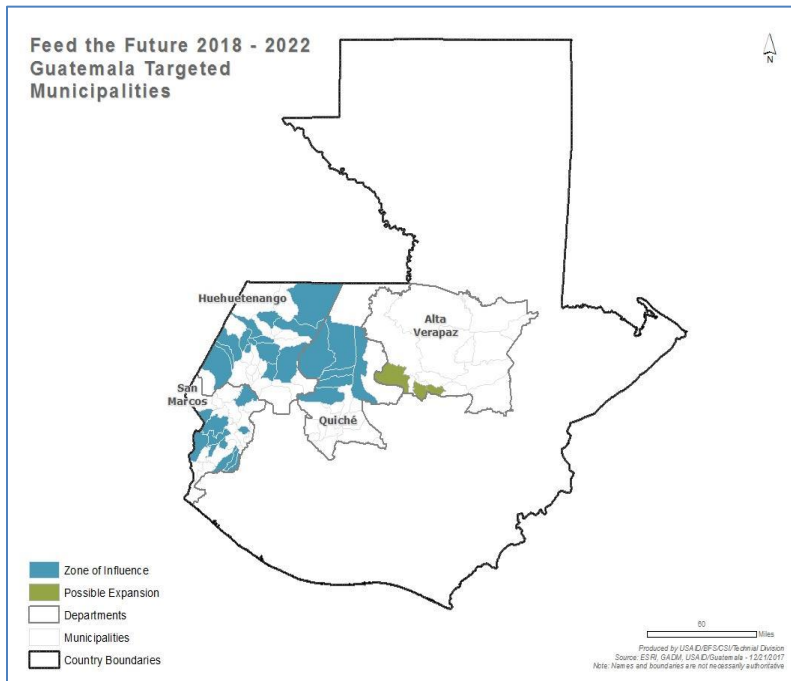 Feed the Future 2018 - 2022
Guatemala Targeted
Municipalities
N
Huehuetenango
Alta
Verapaz
San
Marcos
Quiché
Zone of Influence
Possible Expansion
Departments
Municipalities
Country Boundaries
60
Miles
Produced by USAID/BFS/CSI/Technial Division
Source: ESRI, GADM, USAID/Guatemala - 12/21/2017
Note: Names and boundaries are not necessarily authoritative